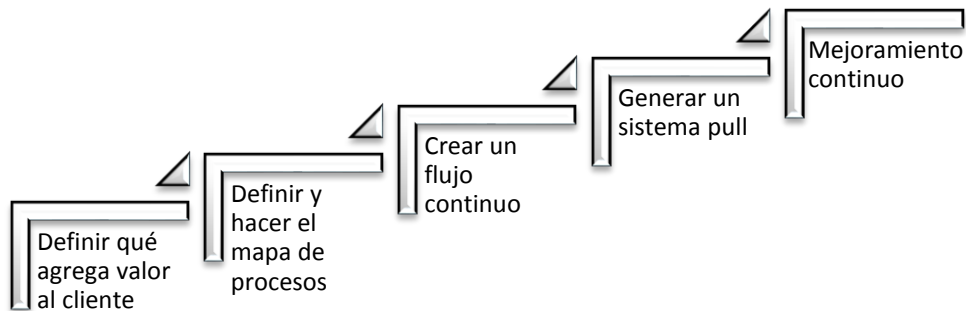 Definir qué
agrega valor
al cliente
Definir y
hacer el
mapa de
procesos
Crear un
flujo
continuo
Generar un
sistema pull
Mejoramiento
continuo